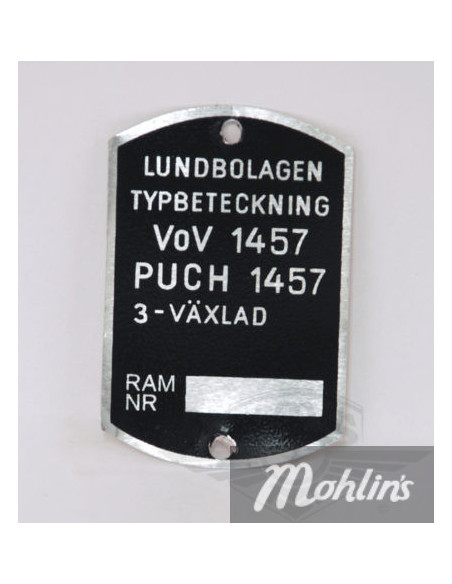 LUNDBOLAGEN
TYPBETECKNING
VoV 1457
PUCH 1457
3-VÄXLAD
RAM
NR
Mohlin's